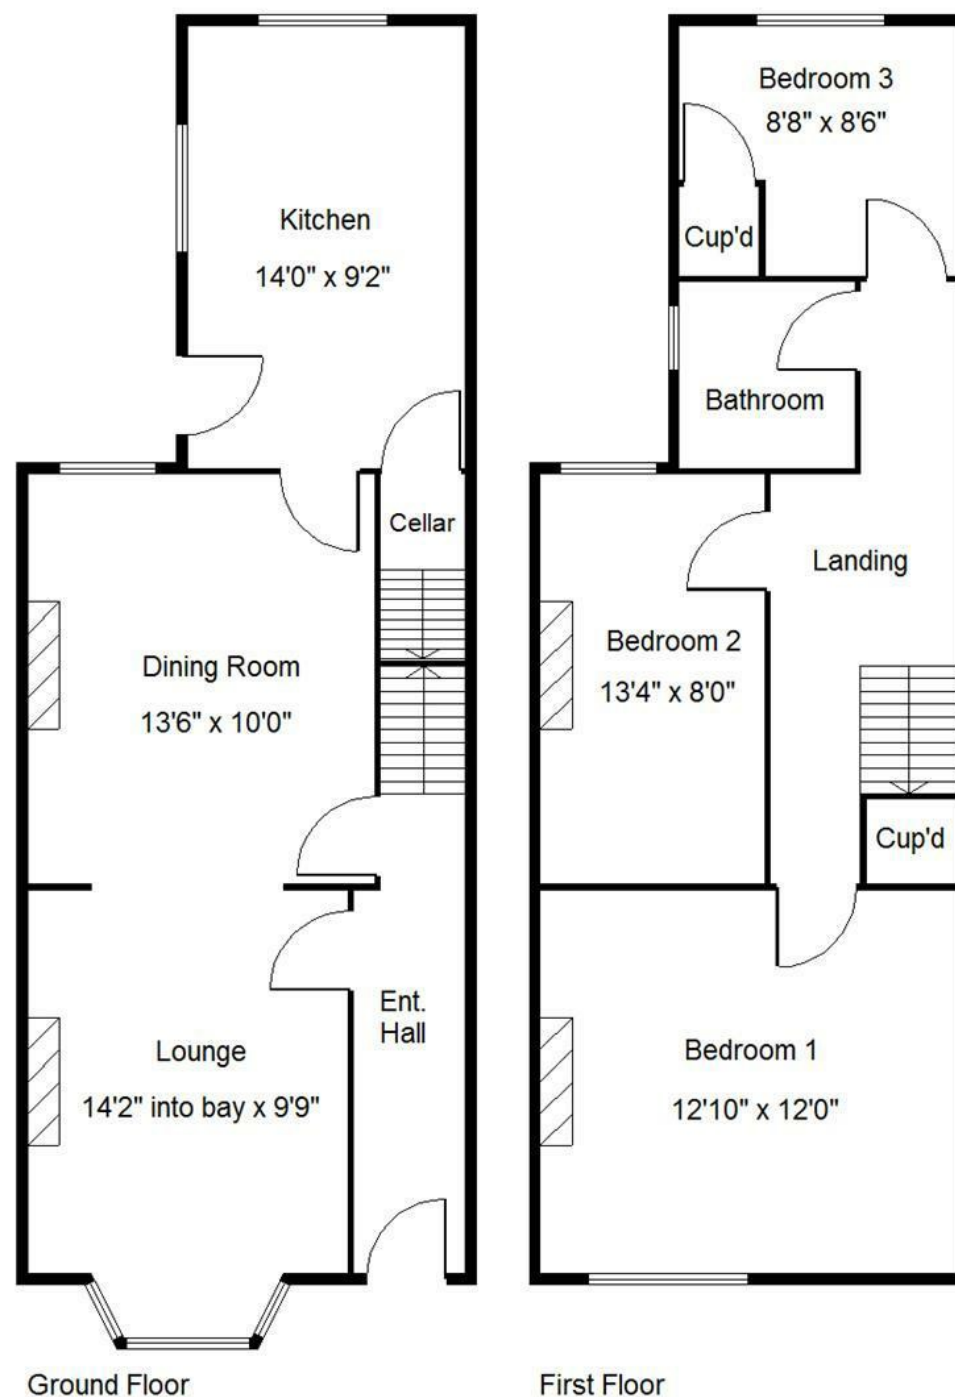 Kitchen
14'0" x 9'2"
Cellar
Dining Room
13'6" x 10'0"
Ent.
Hall
Lounge
14'2" into bay x 9'9"
Ground Floor
Bedroom 3
8'8" x 8'6"
Cup'd
Bathroom
Landing
Bedroom 2
13'4" x 8'0"
Cup'd
Bedroom 1
12'10" x 12'0"
First Floor